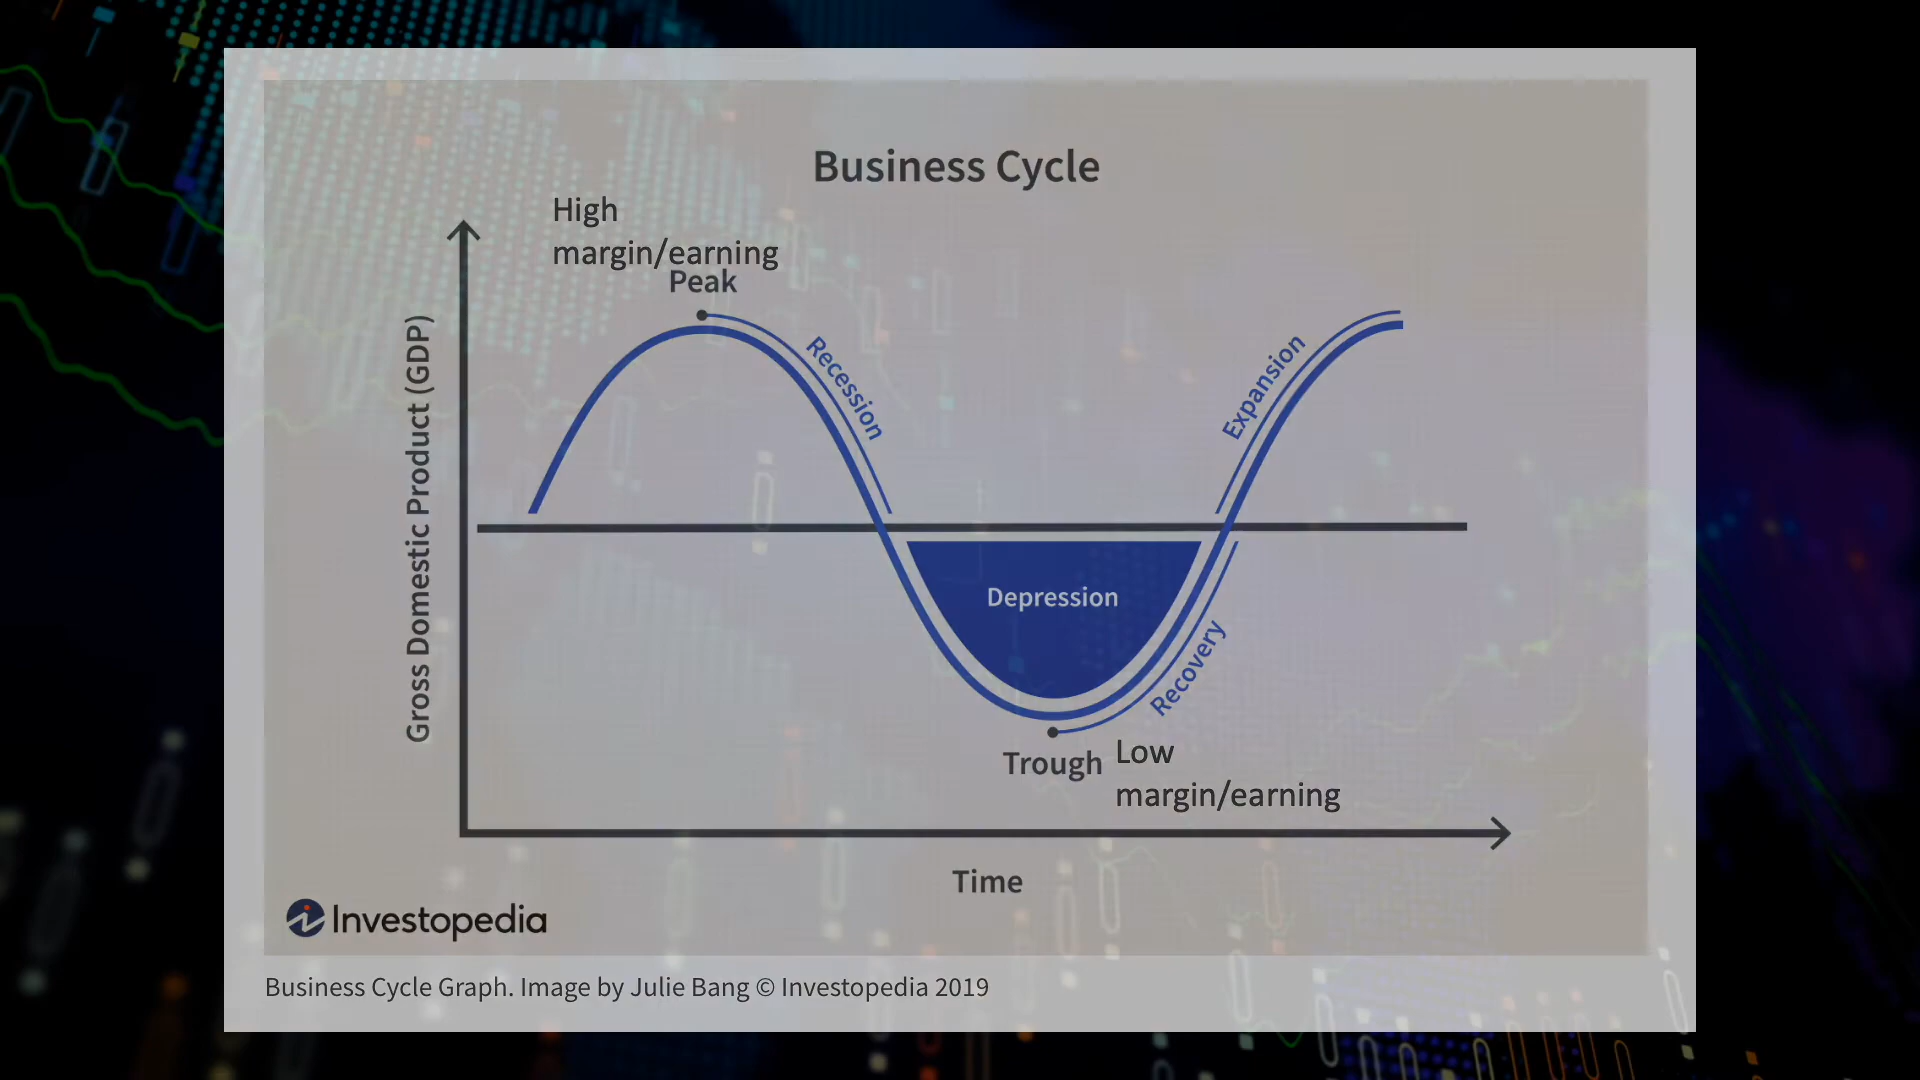 Business Cycle
High
margin/earning
Peak
Gross Domestic Product (GDP)
Recession
Expansion
Depression
Recovery
Trough
Low
margin/earning
Time
Investopedia
Business Cycle Graph. Image by Julie Bang © Investopedia 2019